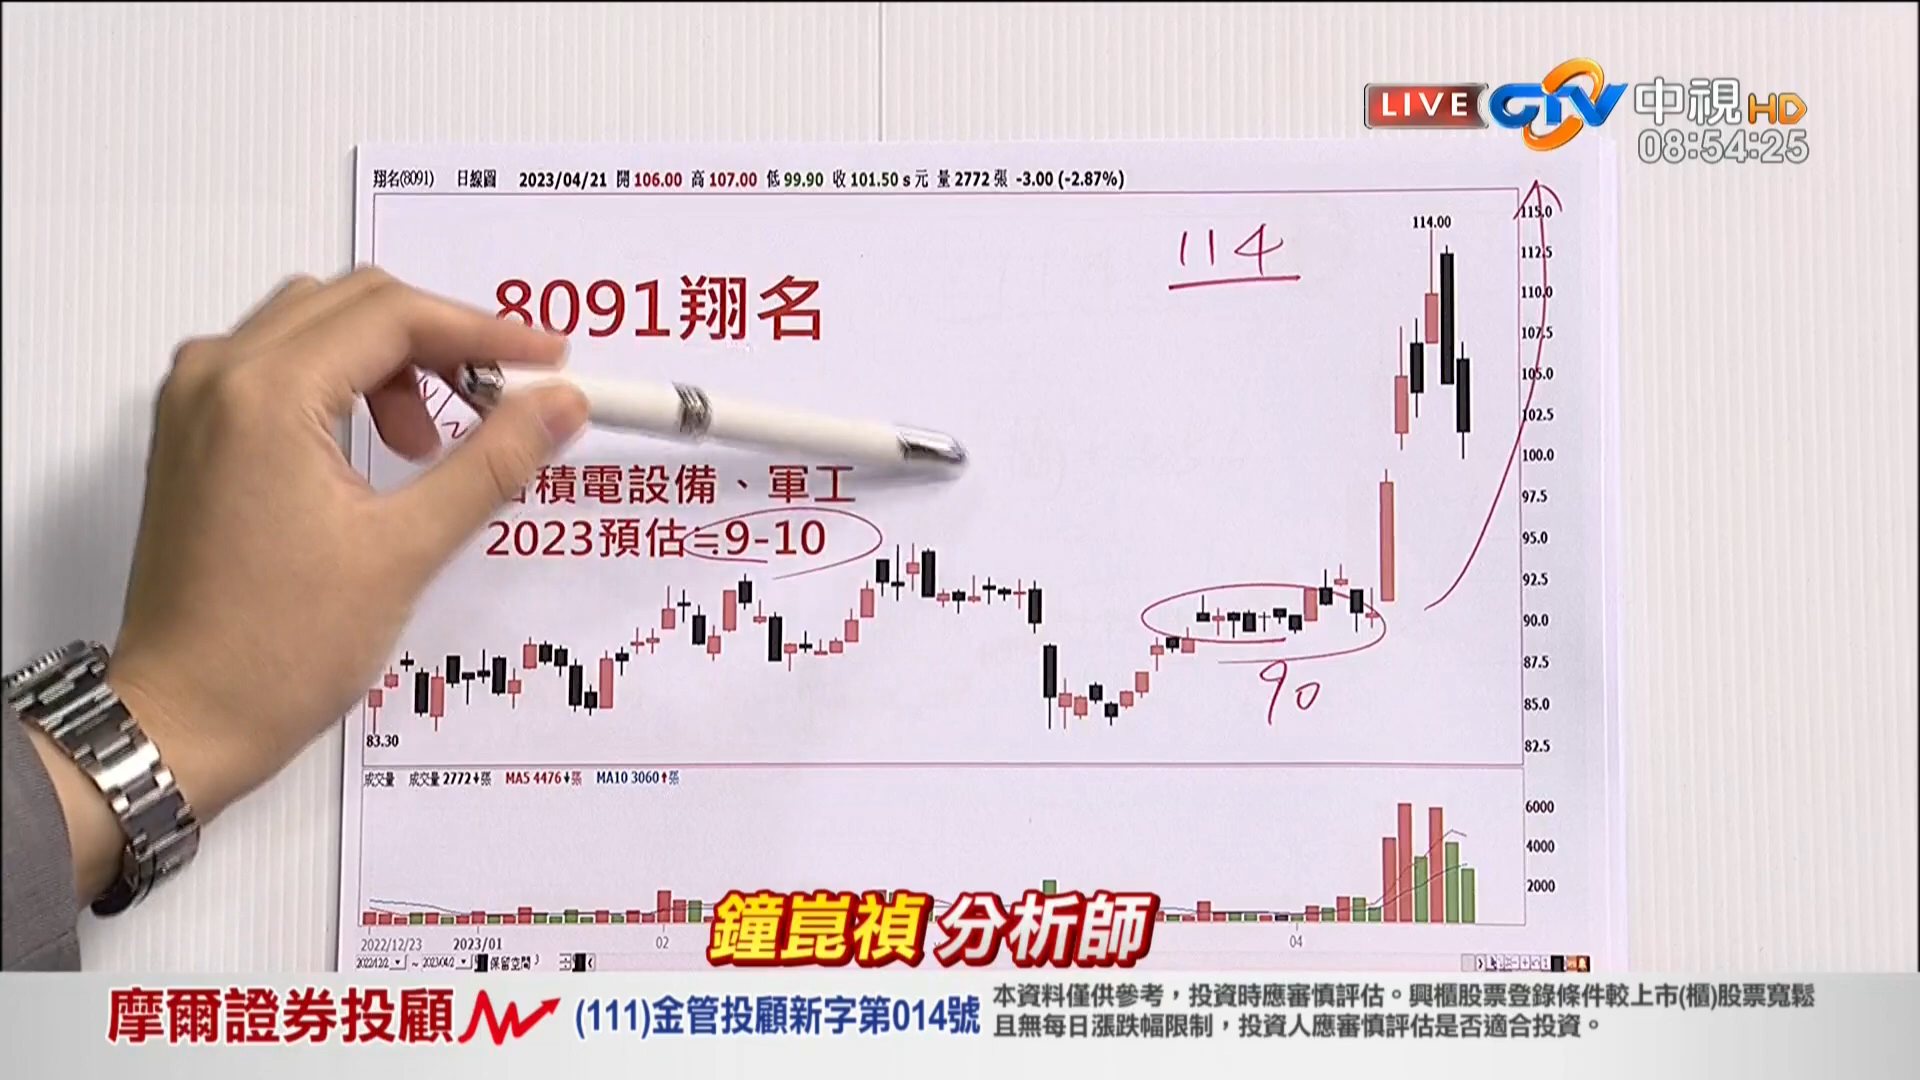 LIVE CTV 中視 HD
08:54:25
翔名(8091) 日線圖 2023/04/21 開 106.00 高 107.00 低 99.90 收 101.50 s 元 量 2772 張 -3.00 (-2.87%)
114
114.00
8091翔名
積電設備、軍工
2023預估≒9-10
90
83.30
115.0
112.5
110.0
107.5
105.0
102.5
100.0
97.5
95.0
92.5
90.0
87.5
85.0
82.5
成交量 成交量 2772↓張 MA5 4476↓張 MA10 3060↑張
6000
4000
2000
2022/12/23 2023/01 02 04
保留空間 3
鐘崑禎 分析師
摩爾證券投顧 (111)金管投顧新字第014號
本資料僅供參考，投資時應審慎評估。興櫃股票登錄條件較上市(櫃)股票寬鬆
且無每日漲跌幅限制，投資人應審慎評估是否適合投資。